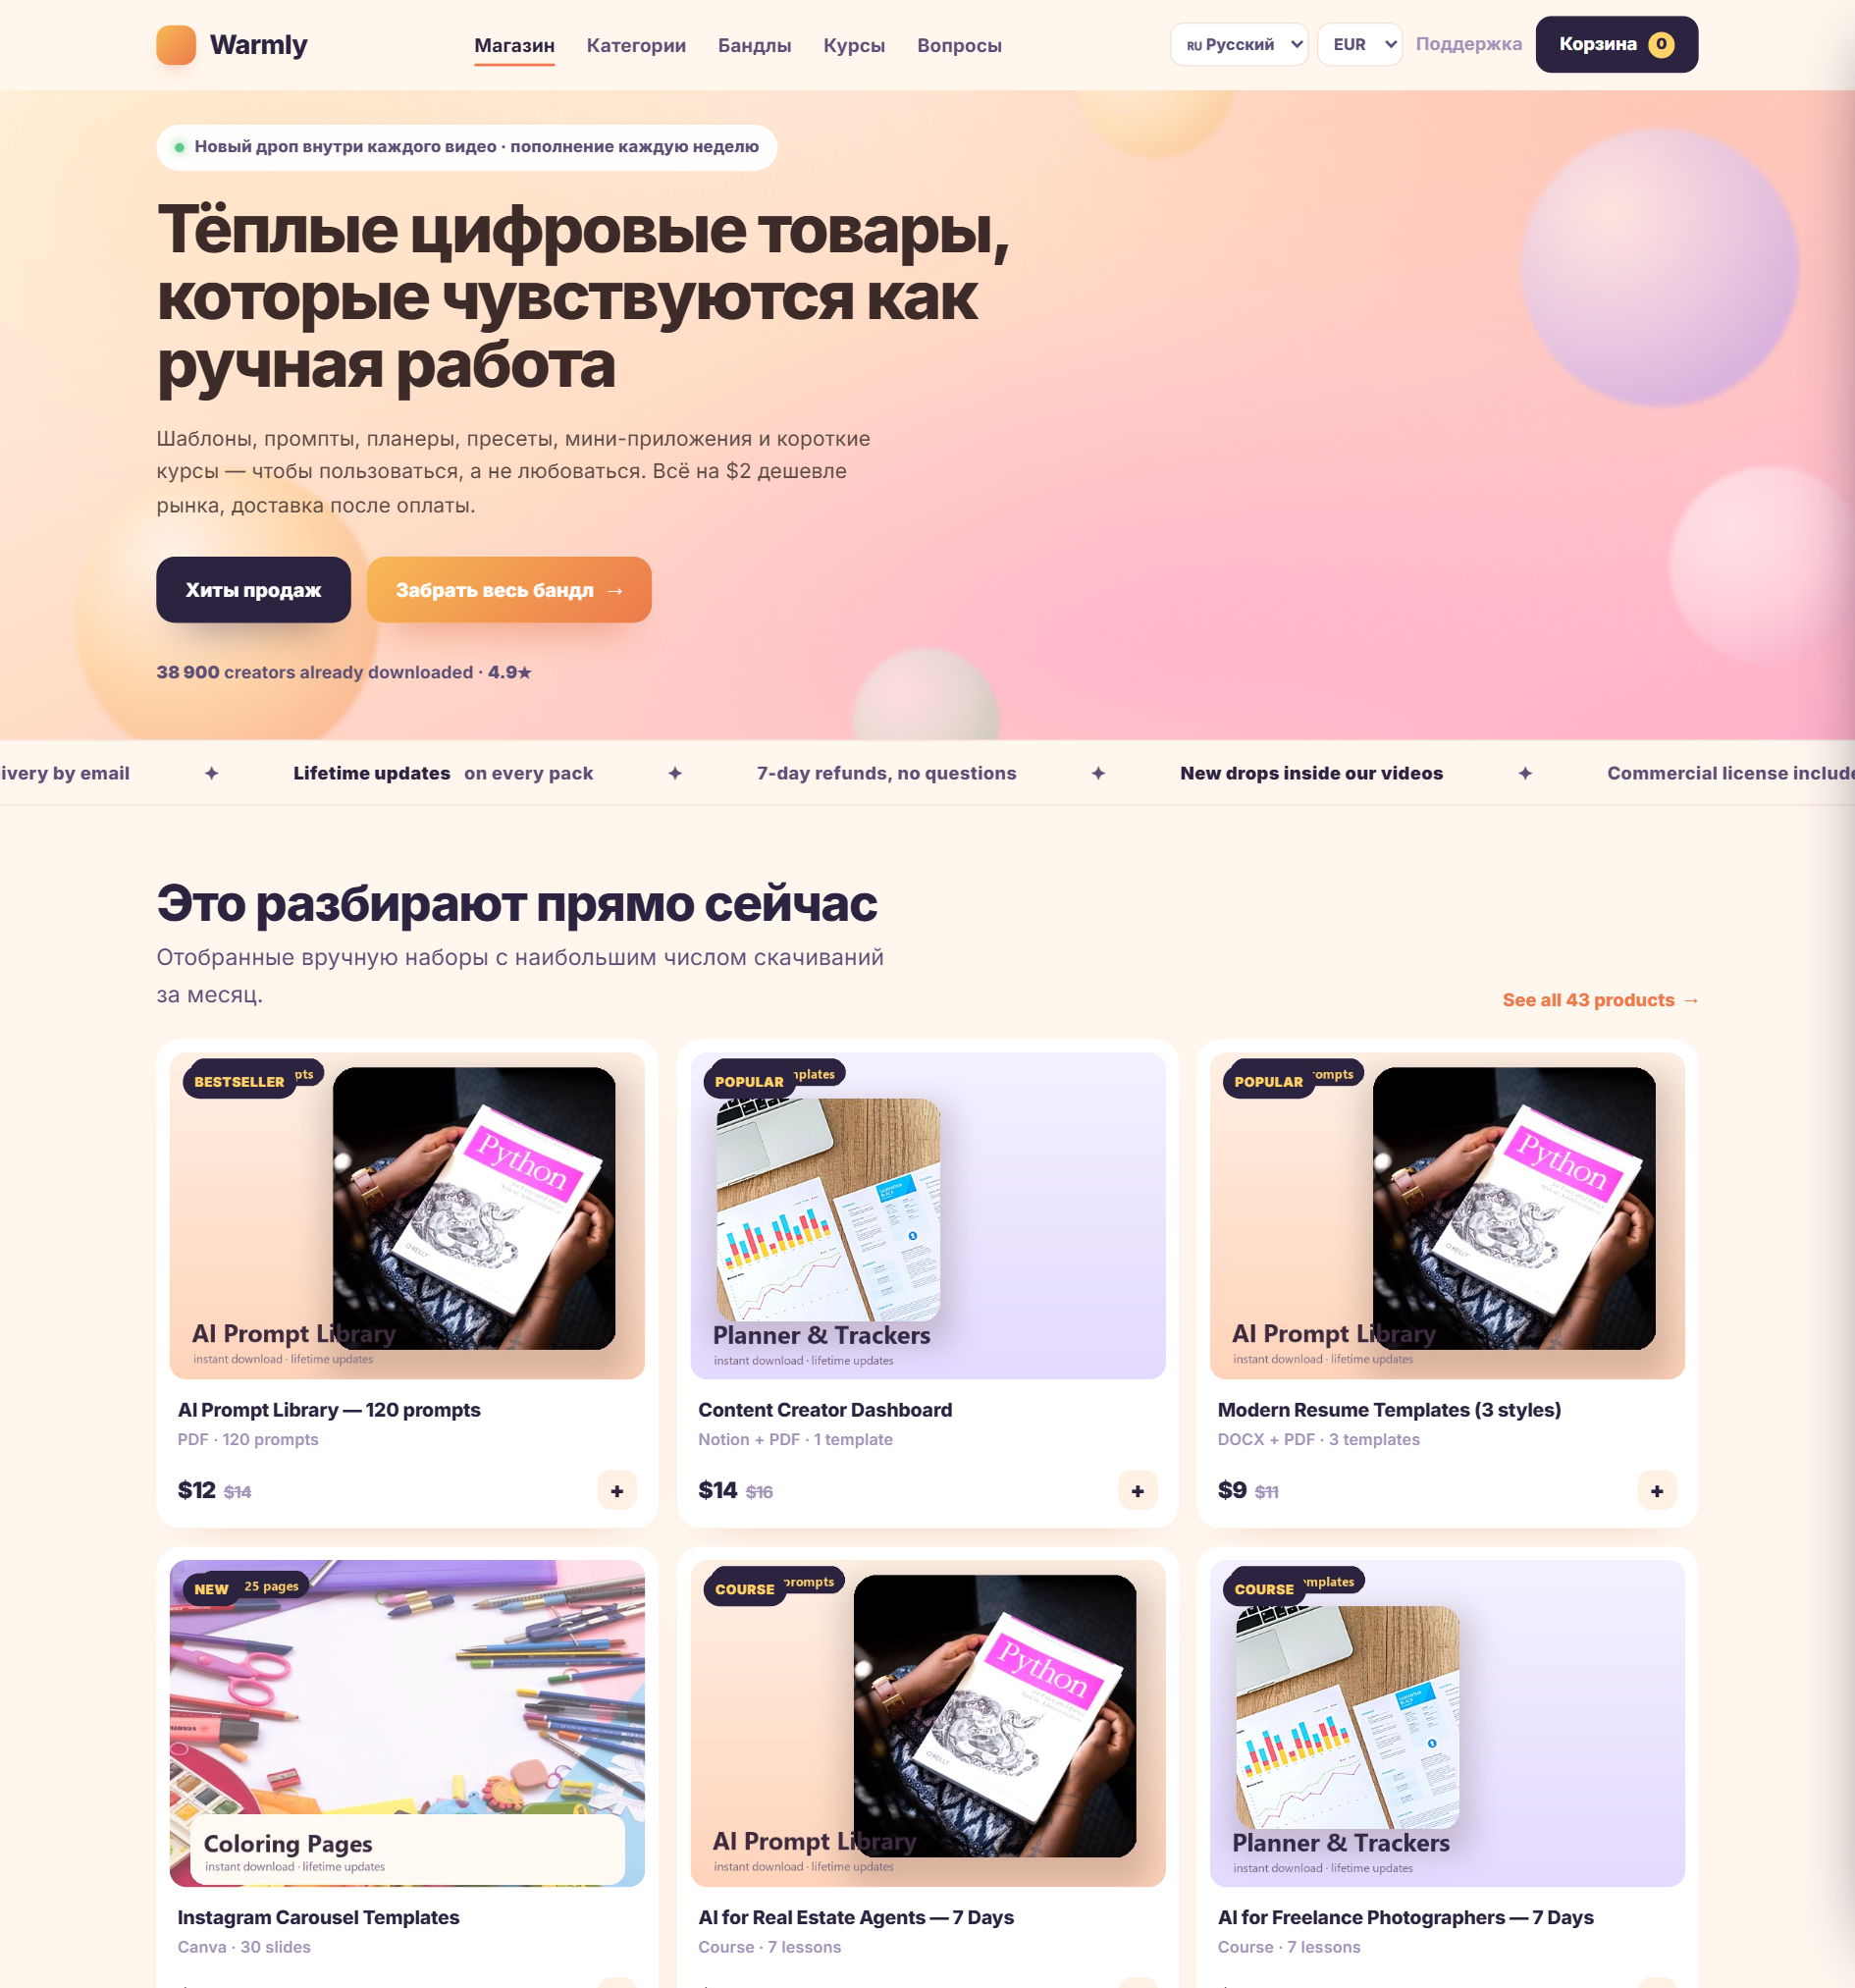 Warmly
Магазин
Категории
Бандлы
Курсы
Вопросы
RU Русский
EUR
Поддержка
Корзина 0
Новый дроп внутри каждого видео · пополнение каждую неделю
Тёплые цифровые товары,
которые чувствуются как
ручная работа
Шаблоны, промпты, планеры, пресеты, мини-приложения и короткие
курсы — чтобы пользоваться, а не любоваться. Всё на $2 дешевле
рынка, доставка после оплаты.
Хиты продаж
Забрать весь бандл →
38 900 creators already downloaded · 4.9★
by email ✦ Lifetime updates on every pack ✦ 7-day refunds, no questions ✦ New drops inside our videos ✦ Commercial license
Это разбирают прямо сейчас
Отобранные вручную наборы с наибольшим числом скачиваний
за месяц.
See all 43 products →
BESTSELLER
Python
O'REILLY
AI Prompt Library
instant download · lifetime updates
AI Prompt Library — 120 prompts
PDF · 120 prompts
$12 $14
+
POPULAR
Planner & Trackers
instant download · lifetime updates
Content Creator Dashboard
Notion + PDF · 1 template
$14 $16
+
POPULAR
Python
O'REILLY
AI Prompt Library
instant download · lifetime updates
Modern Resume Templates (3 styles)
DOCX + PDF · 3 templates
$9 $11
+
NEW
25 pages
Coloring Pages
instant download · lifetime updates
Instagram Carousel Templates
Canva · 30 slides
COURSE
prompts
Python
O'REILLY
AI Prompt Library
instant download · lifetime updates
AI for Real Estate Agents — 7 Days
Course · 7 lessons
COURSE
Planner & Trackers
instant download · lifetime updates
AI for Freelance Photographers — 7 Days
Course · 7 lessons